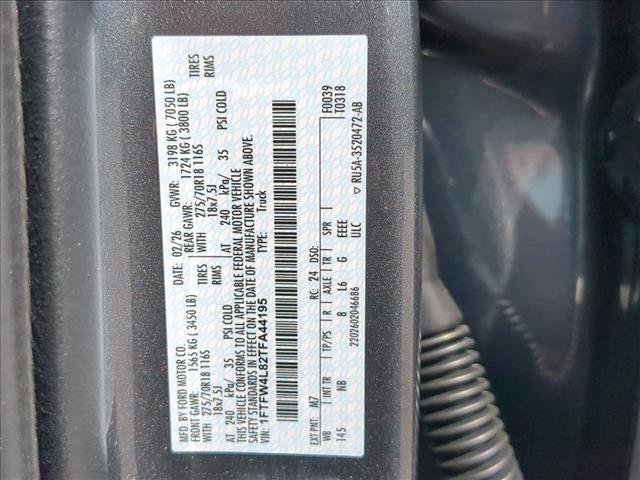 MFD. BY FORD MOTOR CO.
DATE: 02/26 GVWR: 3198 KG ( 7050 LB)
FRONT GAWR: 1565 KG ( 3450 LB) REAR GAWR: 1724 KG ( 3800 LB)
275/70R18 116S TIRES WITH 275/70R18 116S TIRES
18x7.5J RIMS 18x7.5J RIMS
AT 240 kPa/ 35 PSI COLD AT 240 kPa/ 35 PSI COLD
THIS VEHICLE CONFORMS TO ALL APPLICABLE FEDERAL MOTOR VEHICLE
SAFETY STANDARDS IN EFFECT ON THE DATE OF MANUFACTURE SHOWN ABOVE.
VIN: 1FTFW4L82TFA44195 TYPE: Truck
F0039
T0318
EXT PNT: M7 RC: 24 DSO:
WB INT TR TP/PS R AXLE TR SPR
145 NB 8 L6 G EEE
ULC
2202602046686
RU5A-3520472-AB